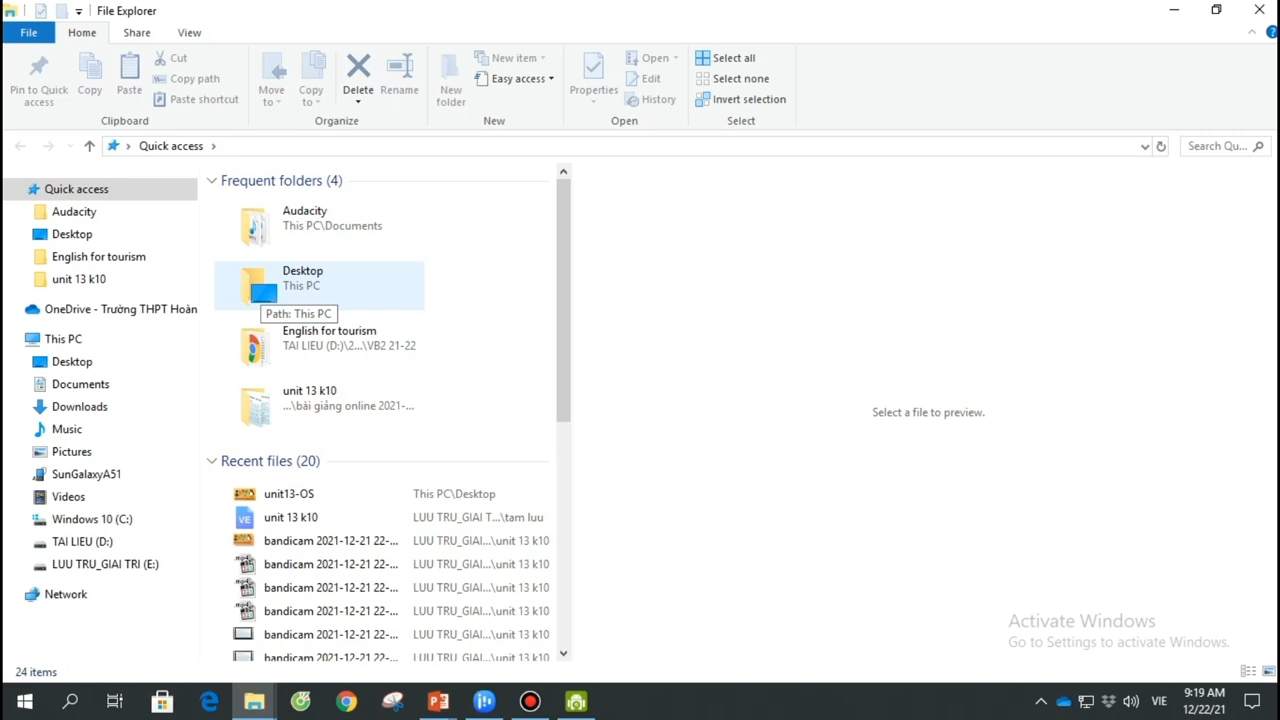 File Explorer
File
Home
Share
View
Pin to Quick access
Copy
Paste
Cut
Copy path
Paste shortcut
Clipboard
Move to
Copy to
Delete
Rename
Organize
New folder
New item
Easy access
New
Properties
Open
Edit
History
Open
Select all
Select none
Invert selection
Select
Quick access
Search Qu...
Quick access
Audacity
Desktop
English for tourism
unit 13 k10
OneDrive - Trường THPT Hoàn
This PC
Desktop
Documents
Downloads
Music
Pictures
SunGalaxyA51
Videos
Windows 10 (C:)
TAI LIEU (D:)
LUU TRU_GIAI TRI (E:)
Network
Frequent folders (4)
Audacity
This PC\Documents
Desktop
This PC
Path: This PC
English for tourism
TAI LIEU (D:)\2...\VB2 21-22
unit 13 k10
...\bài giảng online 2021-...
Recent files (20)
unit13-OS This PC\Desktop
unit 13 k10 LUU TRU_GIAI T...\tam luu
bandicam 2021-12-21 22-... LUU TRU_GIAI...\unit 13 k10
bandicam 2021-12-21 22-... LUU TRU_GIAI...\unit 13 k10
bandicam 2021-12-21 22-... LUU TRU_GIAI...\unit 13 k10
bandicam 2021-12-21 22-... LUU TRU_GIAI...\unit 13 k10
bandicam 2021-12-21 22-... LUU TRU_GIAI...\unit 13 k10
bandicam 2021-12-21 22-... LUU TRU_GIAI...\unit 13 k10
Select a file to preview.
Activate Windows
Go to Settings to activate Windows.
24 items
VIE
9:19 AM
12/22/21